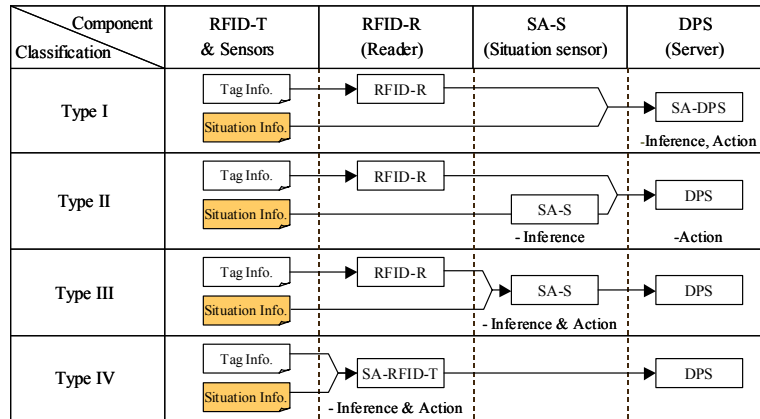 Component
Classification
RFID-T
& Sensors
RFID-R
(Reader)
SA-S
(Situation sensor)
DPS
(Server)
Type I
Tag Info.
Situation Info.
RFID-R
SA-DPS
-Inference, Action
Type II
Tag Info.
Situation Info.
RFID-R
SA-S
- Inference
DPS
-Action
Type III
Tag Info.
Situation Info.
RFID-R
SA-S
- Inference & Action
DPS
Type IV
Tag Info.
Situation Info.
SA-RFID-T
- Inference & Action
DPS